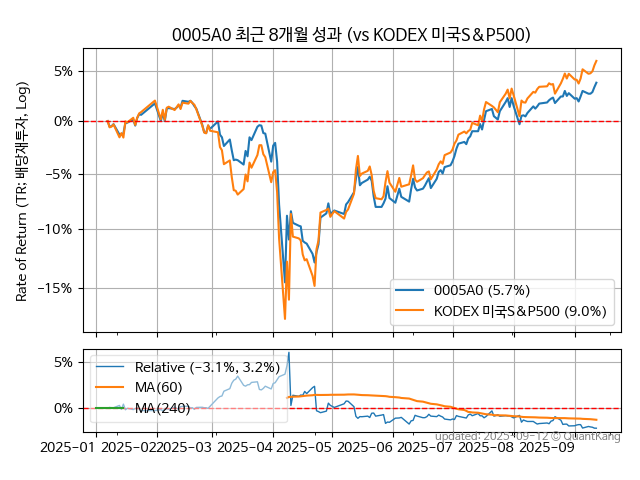 0005A0 최근 8개월 성과 (vs KODEX 미국S&P500)
Rate of Return (TR: 배당재투자, Log)
5%
0%
−5%
−10%
−15%
0005A0 (5.7%)
KODEX 미국S&P500 (9.0%)
5%
0%
Relative (−3.1%, 3.2%)
MA(60)
MA(240)
2025-01 2025-02 2025-03 2025-04 2025-05 2025-06 2025-07 2025-08 2025-09
updated: 2025-09-12 © QuantKang